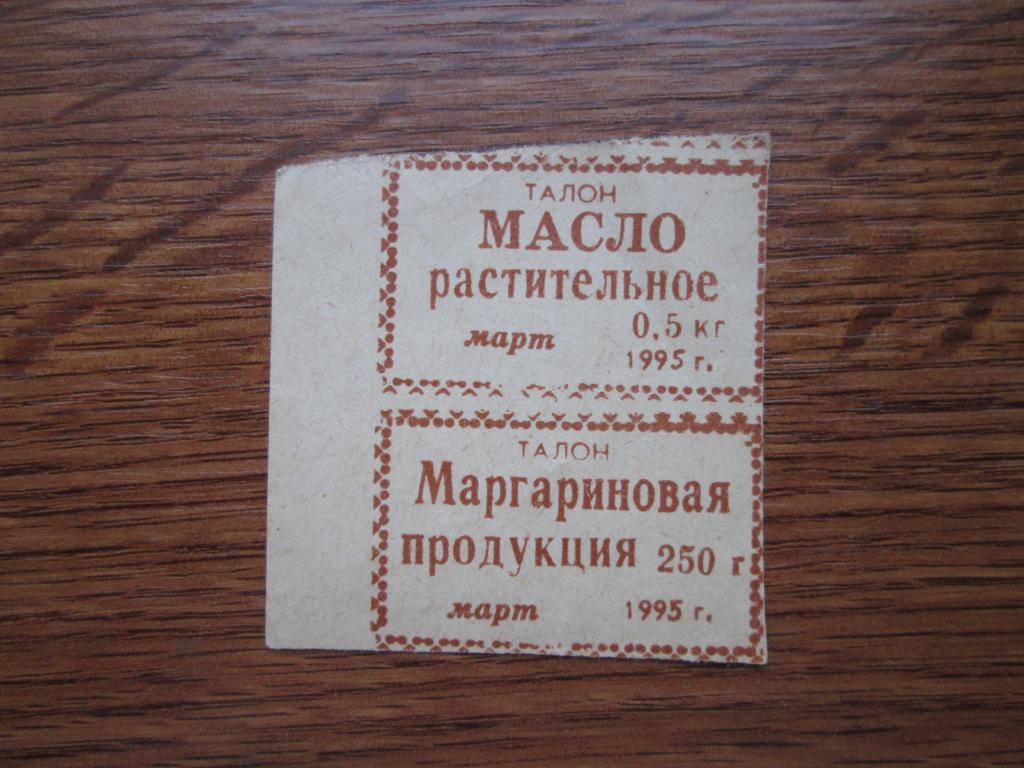 ТАЛОН
МАСЛО
растительное
0,5 кг
март
1995 г.
ТАЛОН
Маргариновая
продукция 250 г
март 1995 г.